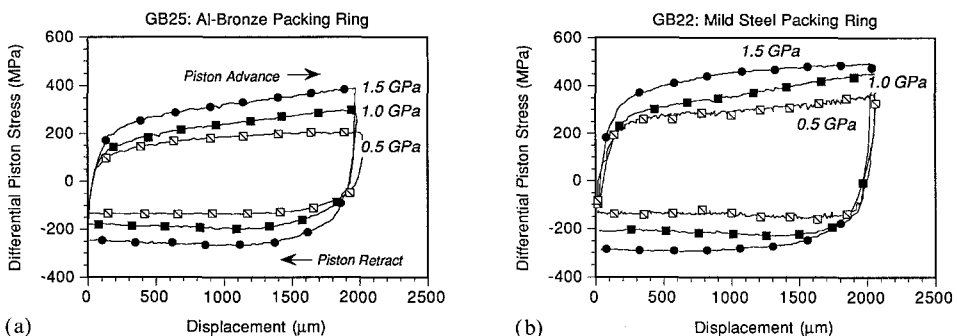 GB25: Al-Bronze Packing Ring
600
400
200
0
-200
-400
Differential Piston Stress (MPa)
Piston Advance
1.5 GPa
1.0 GPa
0.5 GPa
Piston Retract
0 500 1000 1500 2000 2500
(a) Displacement (μm)
GB22: Mild Steel Packing Ring
600
400
200
0
-200
-400
Differential Piston Stress (MPa)
1.5 GPa
1.0 GPa
0.5 GPa
0 500 1000 1500 2000 2500
(b) Displacement (μm)